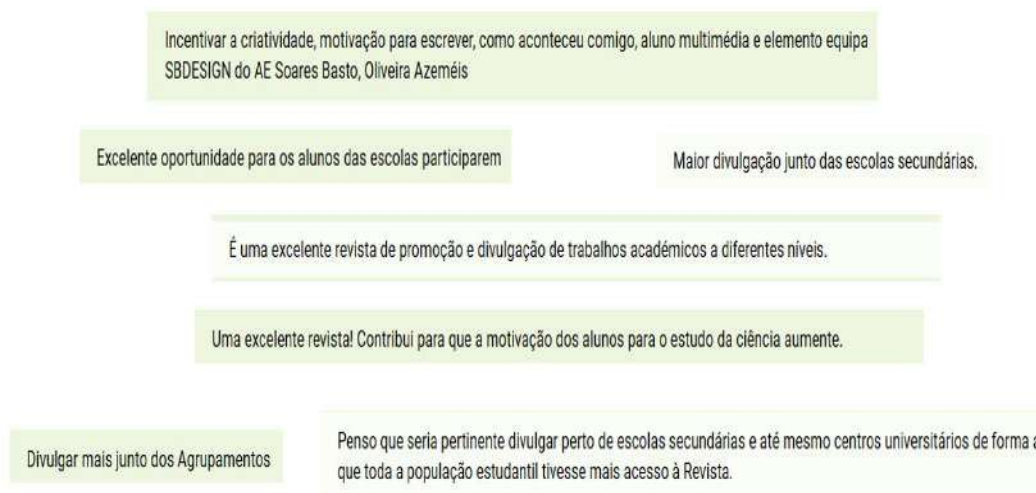 Incentivar a criatividade, motivação para escrever, como aconteceu comigo, aluno multimédia e elemento equipa
SBDESIGN do AE Soares Basto, Oliveira Azeméis
Excelente oportunidade para os alunos das escolas participarem
Maior divulgação junto das escolas secundárias.
É uma excelente revista de promoção e divulgação de trabalhos académicos a diferentes níveis.
Uma excelente revista! Contribui para que a motivação dos alunos para o estudo da ciência aumente.
Divulgar mais junto dos Agrupamentos
Penso que seria pertinente divulgar perto de escolas secundárias e até mesmo centros universitários de forma a
que toda a população estudantil tivesse mais acesso à Revista.